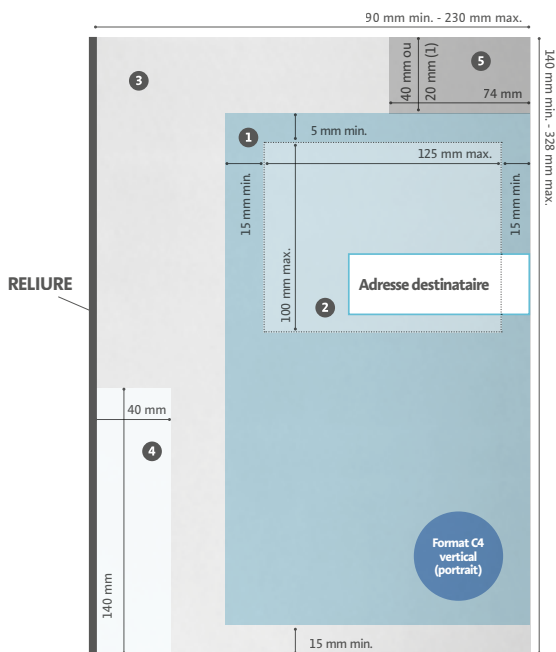 90 mm min. - 230 mm max.
140 mm min. - 328 mm max.
3
5
40 mm ou
20 mm (1)
74 mm
1
5 mm min.
125 mm max.
15 mm min.
15 mm min.
100 mm max.
RELIURE
Adresse destinataire
2
40 mm
4
140 mm
Format C4
vertical
(portrait)
15 mm min.